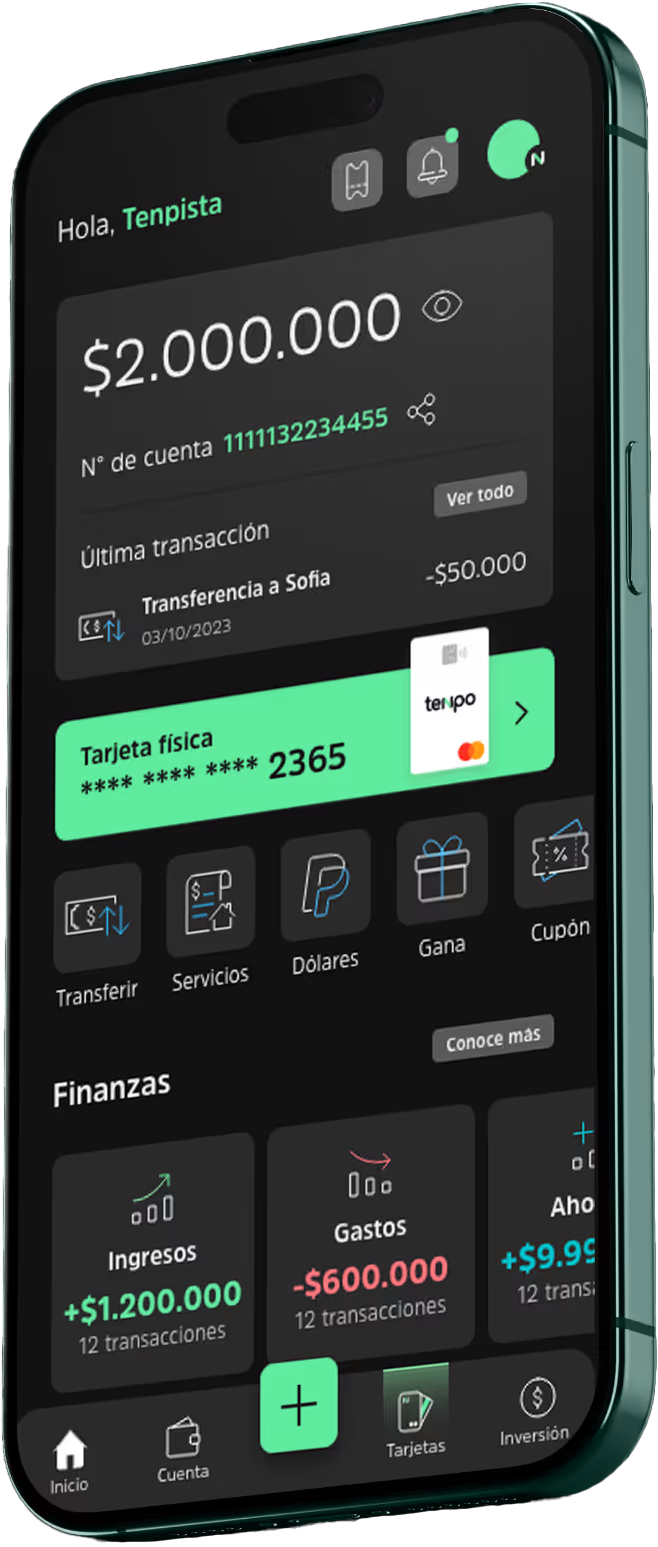 Hola, Tenpista
N
$2.000.000
N° de cuenta 1111132234455
Última transacción
Ver todo
Transferencia a Sofia
-$50.000
03/10/2023
Tarjeta física
**** **** **** 2365
tenpo
Transferir
Servicios
Dólares
Gana
Cupón
Finanzas
Conoce más
Ingresos
+$1.200.000
12 transacciones
Gastos
-$600.000
12 transacciones
Aho
+$9.99
12 transa
Inicio
Cuenta
+
Tarjetas
Inversión